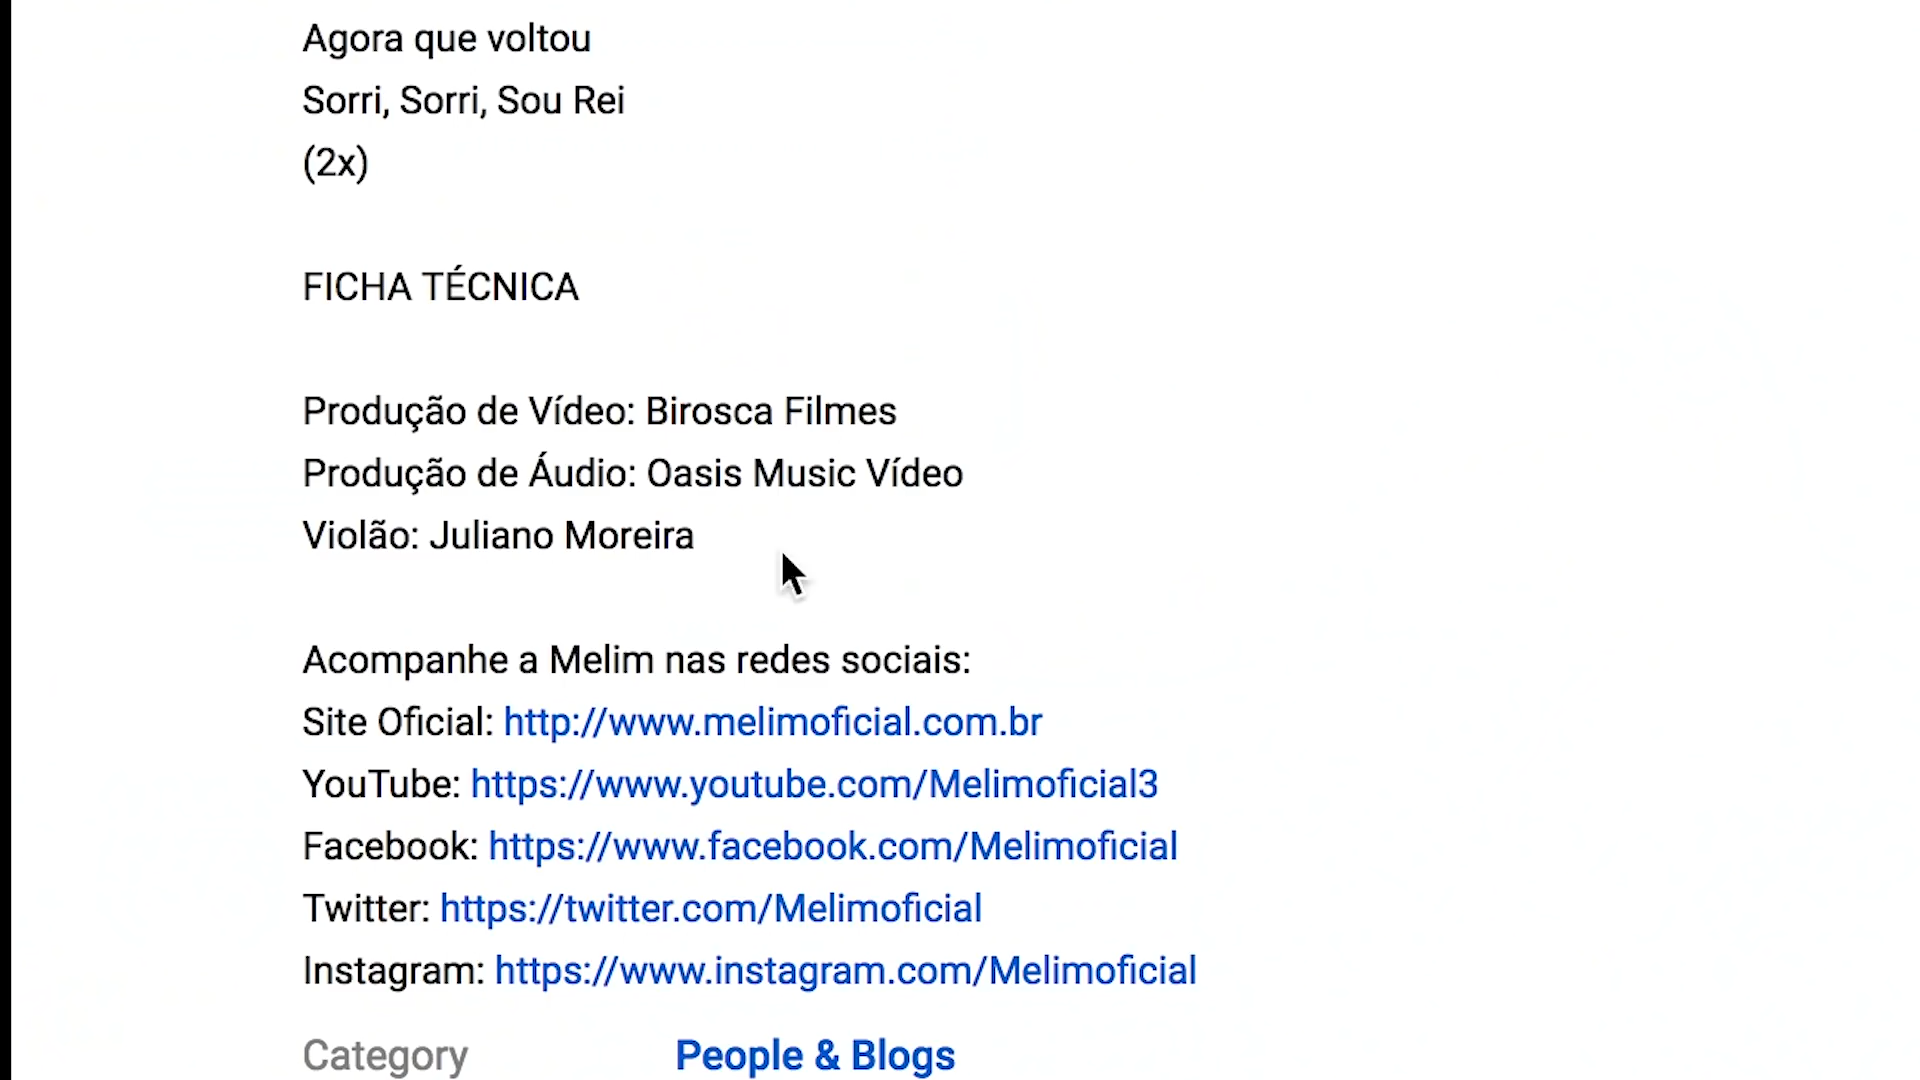 Agora que voltou
Sorri, Sorri, Sou Rei
(2x)
FICHA TÉCNICA
Produção de Vídeo: Birosca Filmes
Produção de Áudio: Oasis Music Vídeo
Violão: Juliano Moreira
Acompanhe a Melim nas redes sociais:
Site Oficial: http://www.melimoficial.com.br
YouTube: https://www.youtube.com/Melimoficial3
Facebook: https://www.facebook.com/Melimoficial
Twitter: https://twitter.com/Melimoficial
Instagram: https://www.instagram.com/Melimoficial
Category People & Blogs